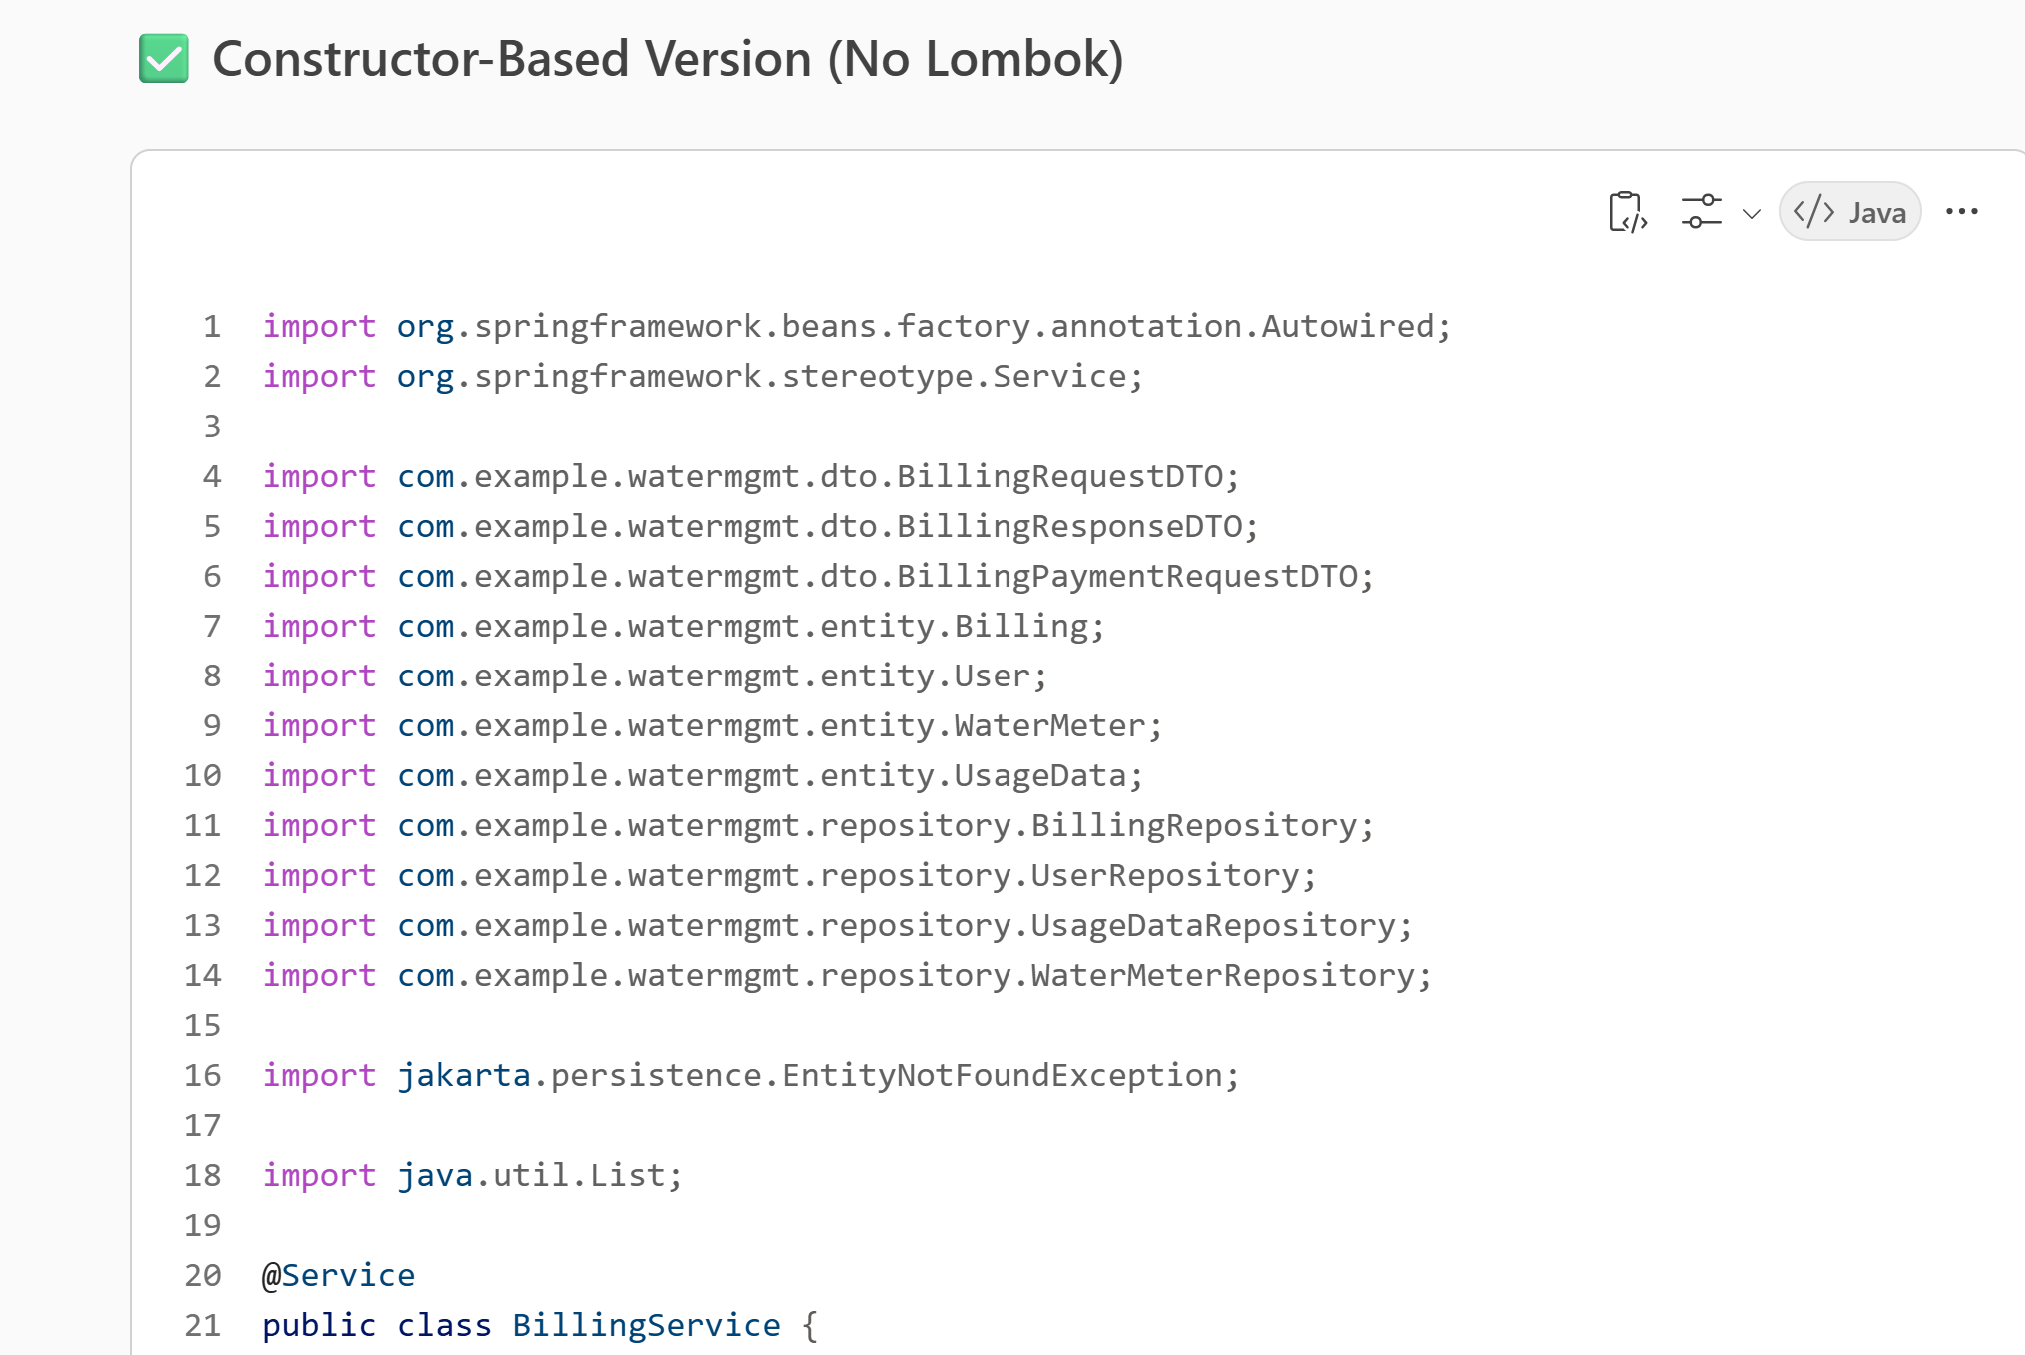 ✅ Constructor-Based Version (No Lombok)
</> Java ...
1 import org.springframework.beans.factory.annotation.Autowired;
2 import org.springframework.stereotype.Service;
3
4 import com.example.watermgmt.dto.BillingRequestDTO;
5 import com.example.watermgmt.dto.BillingResponseDTO;
6 import com.example.watermgmt.dto.BillingPaymentRequestDTO;
7 import com.example.watermgmt.entity.Billing;
8 import com.example.watermgmt.entity.User;
9 import com.example.watermgmt.entity.WaterMeter;
10 import com.example.watermgmt.entity.UsageData;
11 import com.example.watermgmt.repository.BillingRepository;
12 import com.example.watermgmt.repository.UserRepository;
13 import com.example.watermgmt.repository.UsageDataRepository;
14 import com.example.watermgmt.repository.WaterMeterRepository;
15
16 import jakarta.persistence.EntityNotFoundException;
17
18 import java.util.List;
19
20 @Service
21 public class BillingService {